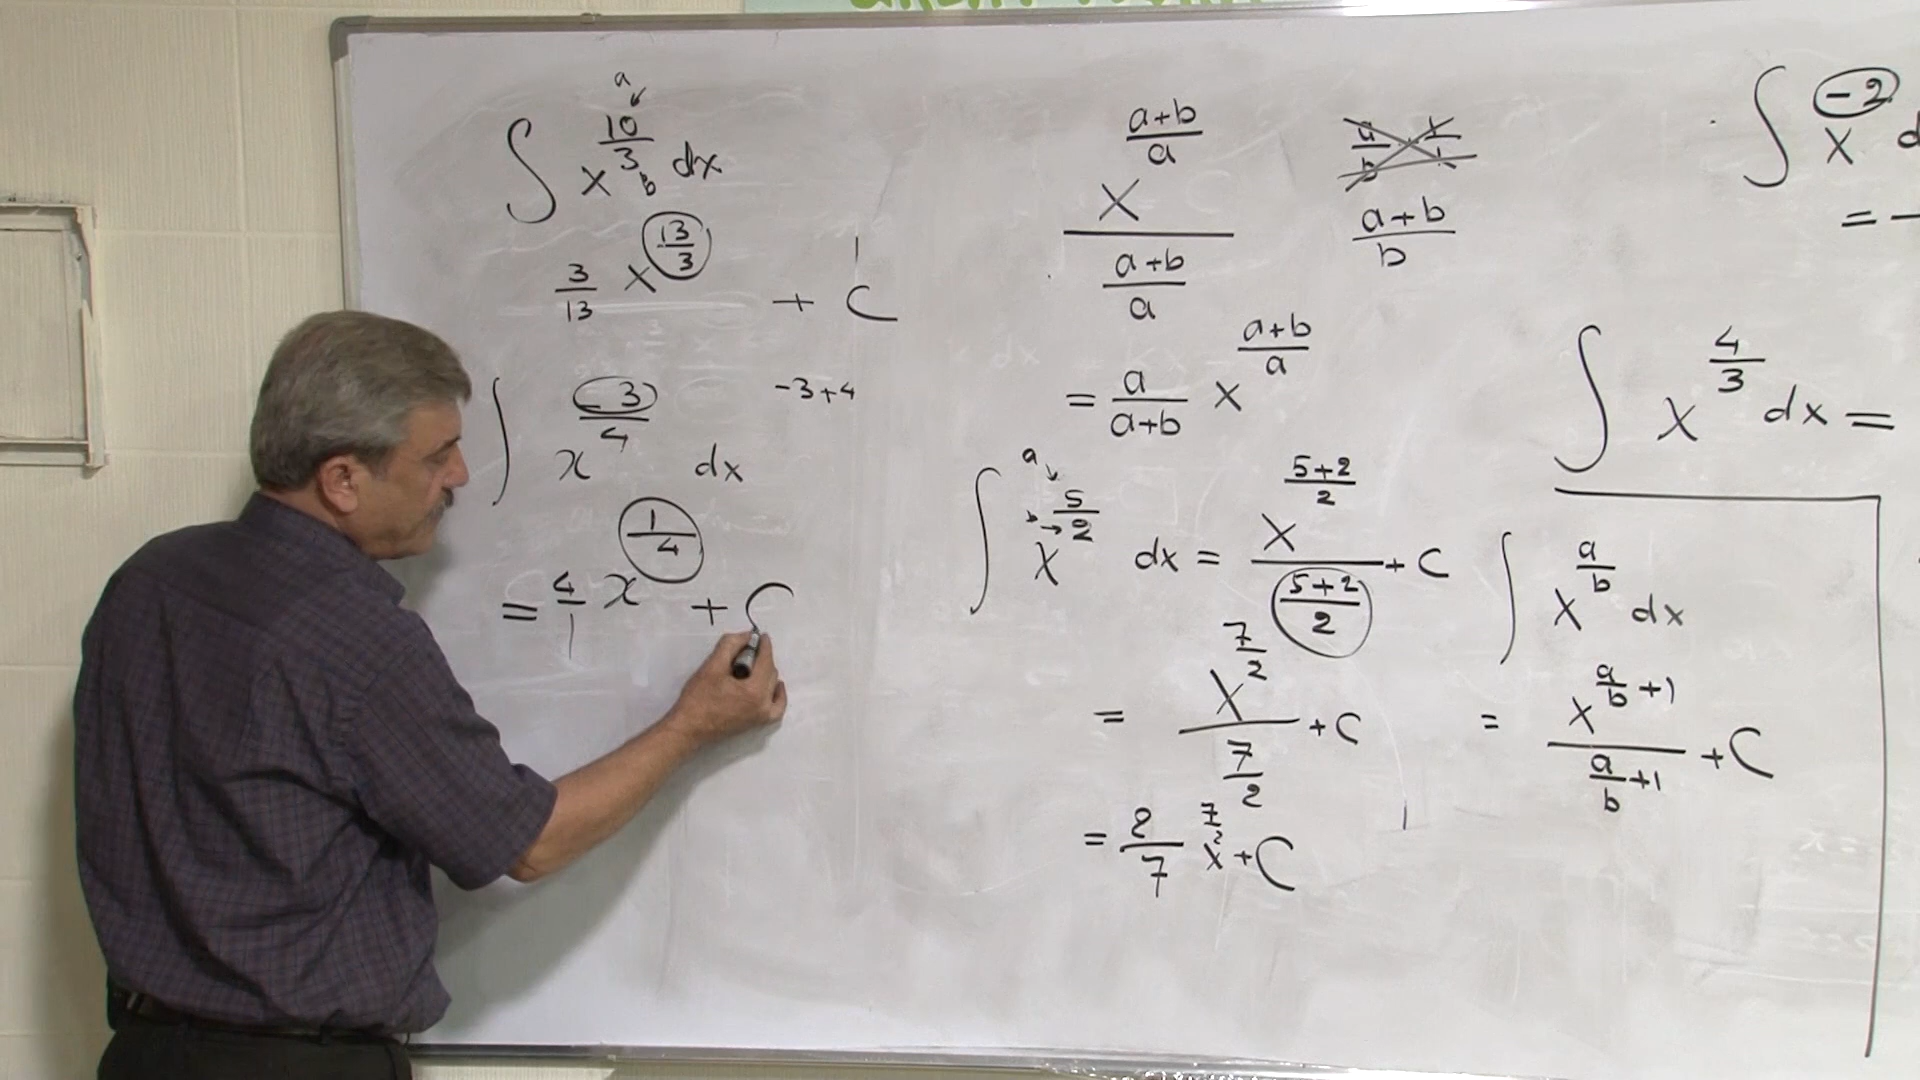 ∫ x^(10/3) dx
a
b
3/13 x^(13/3) + C
∫ x^(-3/4) dx
-3+4
= 4/1 x^(1/4) + C
x^((a+b)/a) / ((a+b)/a)
= a/(a+b) x^((a+b)/a)
(a+b)/b
∫ x^(5/2) dx = x^((5+2)/2) / ((5+2)/2) + C
a
= x^(7/2) / (7/2) + C
= 2/7 x^(7/2) + C
∫ x^(-2) d
= -
∫ x^(4/3) dx =
∫ x^(a/b) dx
= x^(a/b +1) / (a/b +1) + C